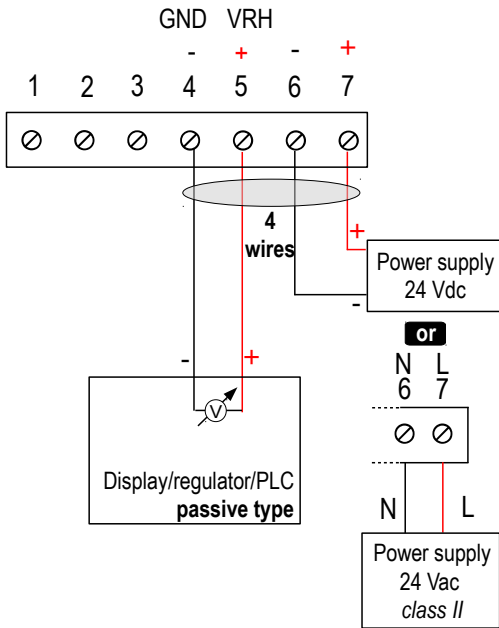 GND VRH
- + - +
1 2 3 4 5 6 7
4
wires
+
Power supply
24 Vdc
-
or
N L
6 7
- +
V
Display/regulator/PLC
passive type
N L
Power supply
24 Vac
class II